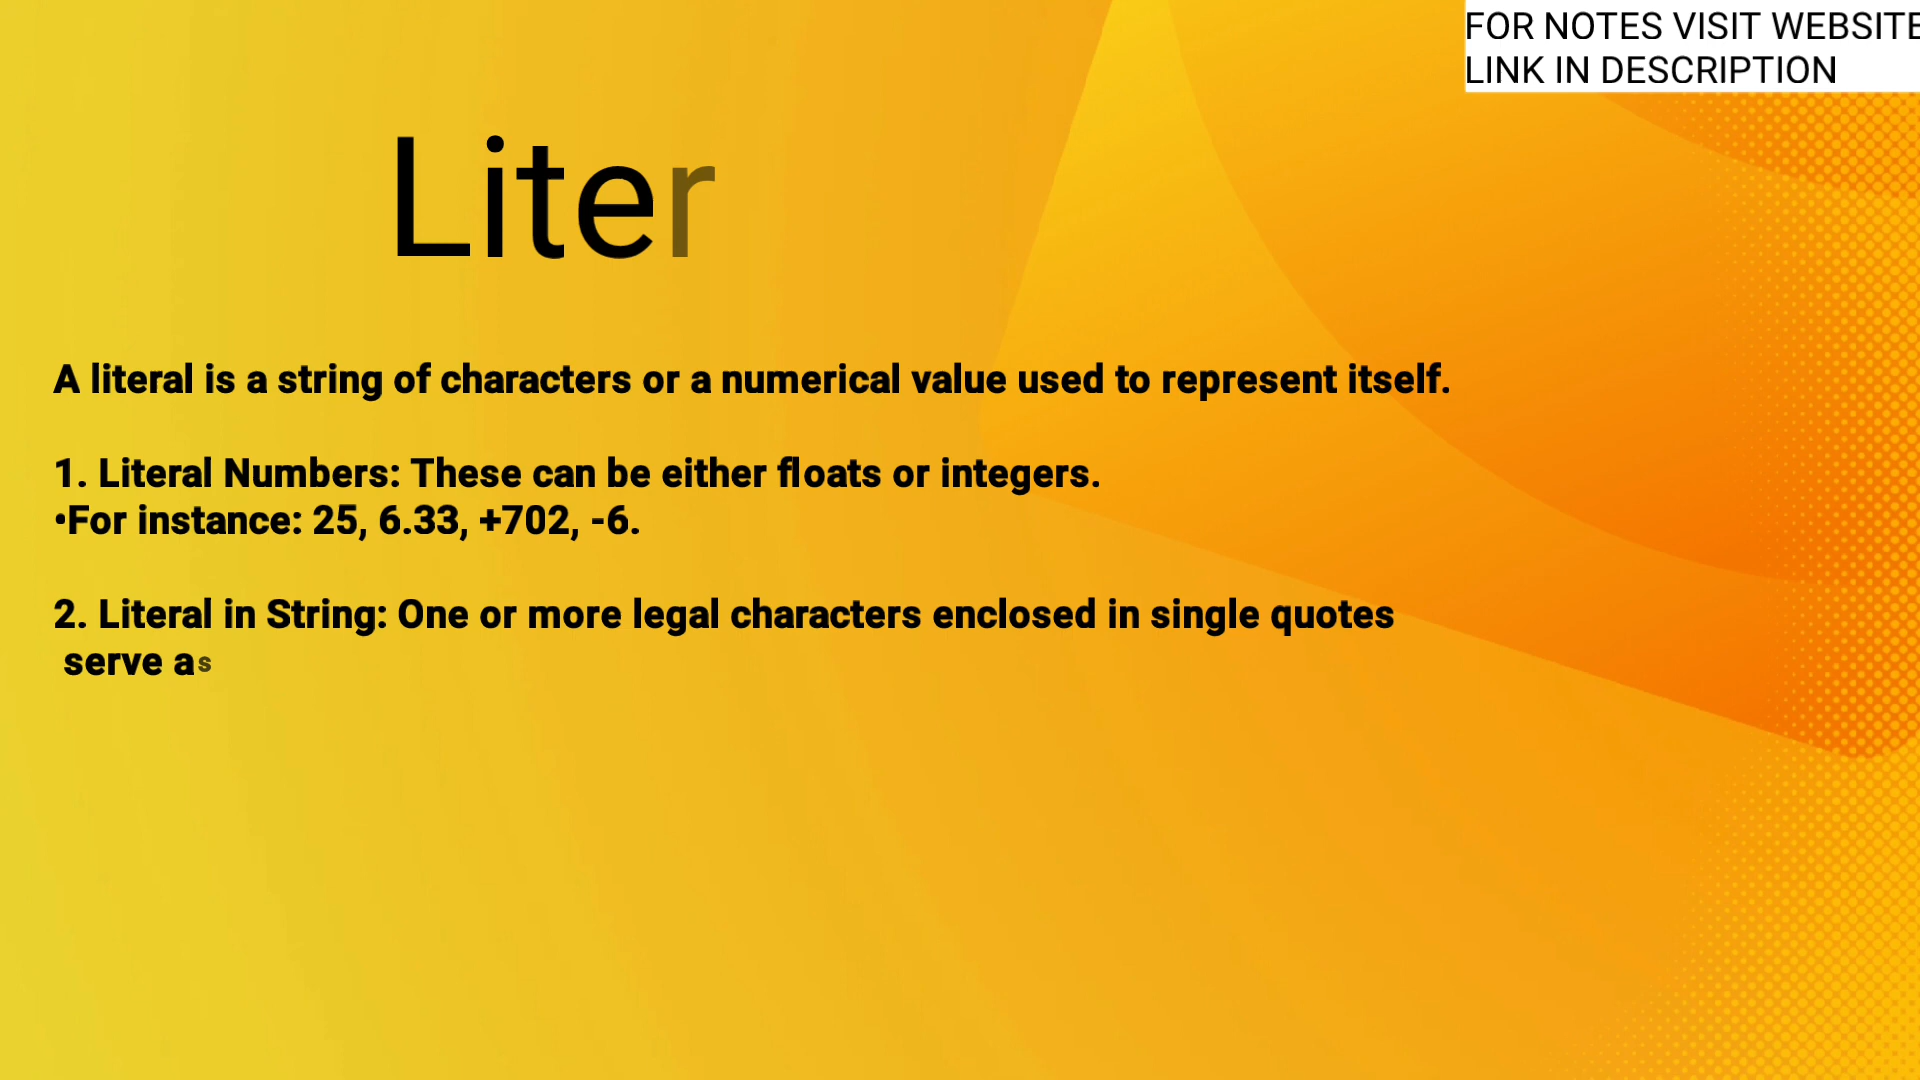 FOR NOTES VISIT WEBSITE
LINK IN DESCRIPTION
Liter
A literal is a string of characters or a numerical value used to represent itself.
1. Literal Numbers: These can be either floats or integers.
•For instance: 25, 6.33, +702, -6.
2. Literal in String: One or more legal characters enclosed in single quotes
serve as